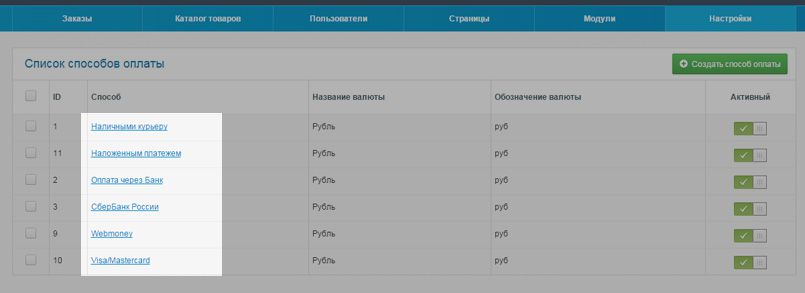 Заказы Каталог товаров Пользователи Страницы Модули Настройки
Список способов оплаты Создать способ оплаты
ID Способ Название валюты Обозначение валюты Активный
1 Наличными курьеру Рубль руб
11 Наложенным платежем Рубль руб
2 Оплата через Банк Рубль руб
3 СберБанк России Рубль руб
9 Webmoney Рубль руб
10 Visa/Mastercard Рубль руб